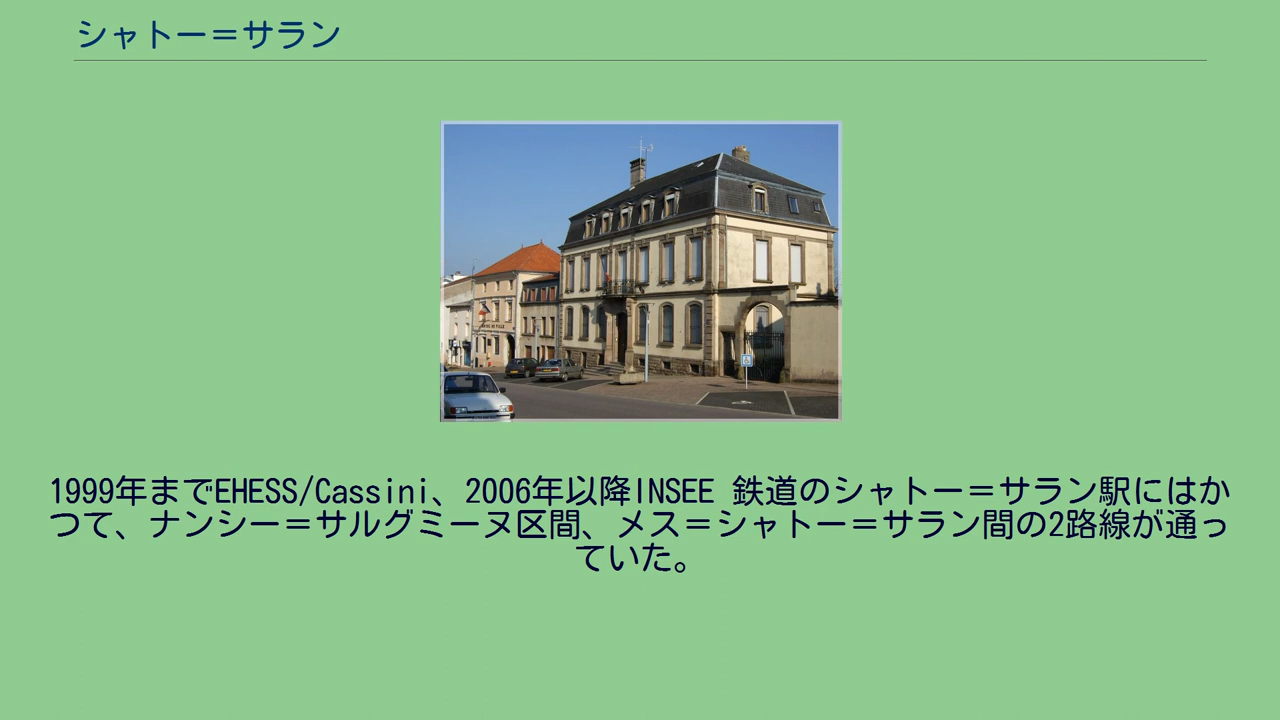 シャトー＝サラン
1999年までEHESS/Cassini、2006年以降INSEE 鉄道のシャトー＝サラン駅にはか
つて、ナンシー＝サルグミーヌ区間、メス＝シャトー＝サラン間の2路線が通っ
ていた。